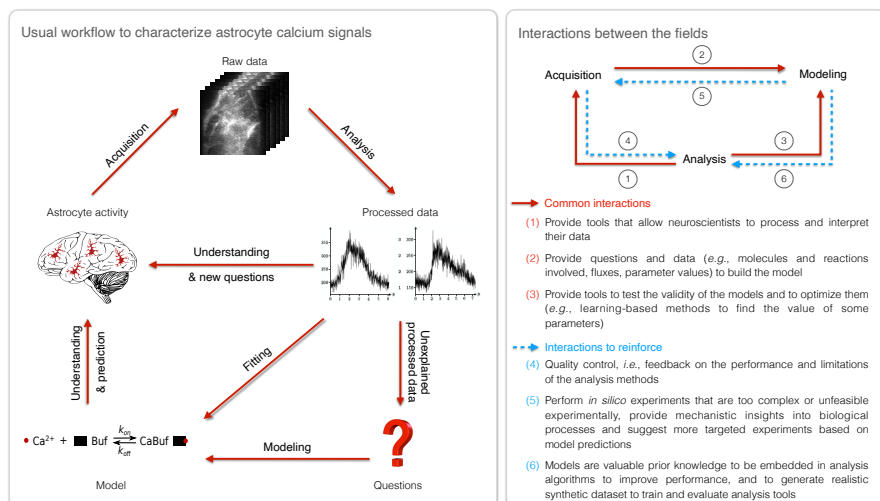 Usual workflow to characterize astrocyte calcium signals
Raw data
Acquisition
Analysis
Astrocyte activity
Processed data
Understanding
& new questions
Understanding
& prediction
Fitting
Unexplained
processed data
Ca²⁺ + Buf kon koff CaBuf
Modeling
Model
Questions
Interactions between the fields
2
Acquisition
Modeling
5
4
3
Analysis
1
6
Common interactions
(1) Provide tools that allow neuroscientists to process and interpret
their data
(2) Provide questions and data (e.g., molecules and reactions
involved, fluxes, parameter values) to build the model
(3) Provide tools to test the validity of the models and to optimize them
(e.g., learning-based methods to find the value of some
parameters)
Interactions to reinforce
(4) Quality control, i.e., feedback on the performance and limitations
of the analysis methods
(5) Perform in silico experiments that are too complex or unfeasible
experimentally, provide mechanistic insights into biological
processes and suggest more targeted experiments based on
model predictions
(6) Models are valuable prior knowledge to be embedded in analysis
algorithms to improve performance, and to generate realistic
synthetic dataset to train and evaluate analysis tools